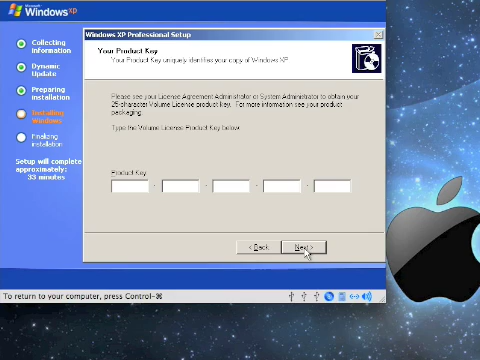 Microsoft
Windows xp
Collecting
information
Dynamic
Update
Preparing
installation
Installing
Windows
Finalizing
installation
Setup will complete
approximately:
33 minutes
Windows XP Professional Setup
Your Product Key
Your Product Key uniquely identifies your copy of Windows XP
Please see your License Agreement Administrator or System Administrator to obtain your
25-character Volume License product key. For more information see your product
packaging.
Type the Volume License Product Key below:
Product Key
- - - -
< Back
Next >
To return to your computer, press Control-⌘